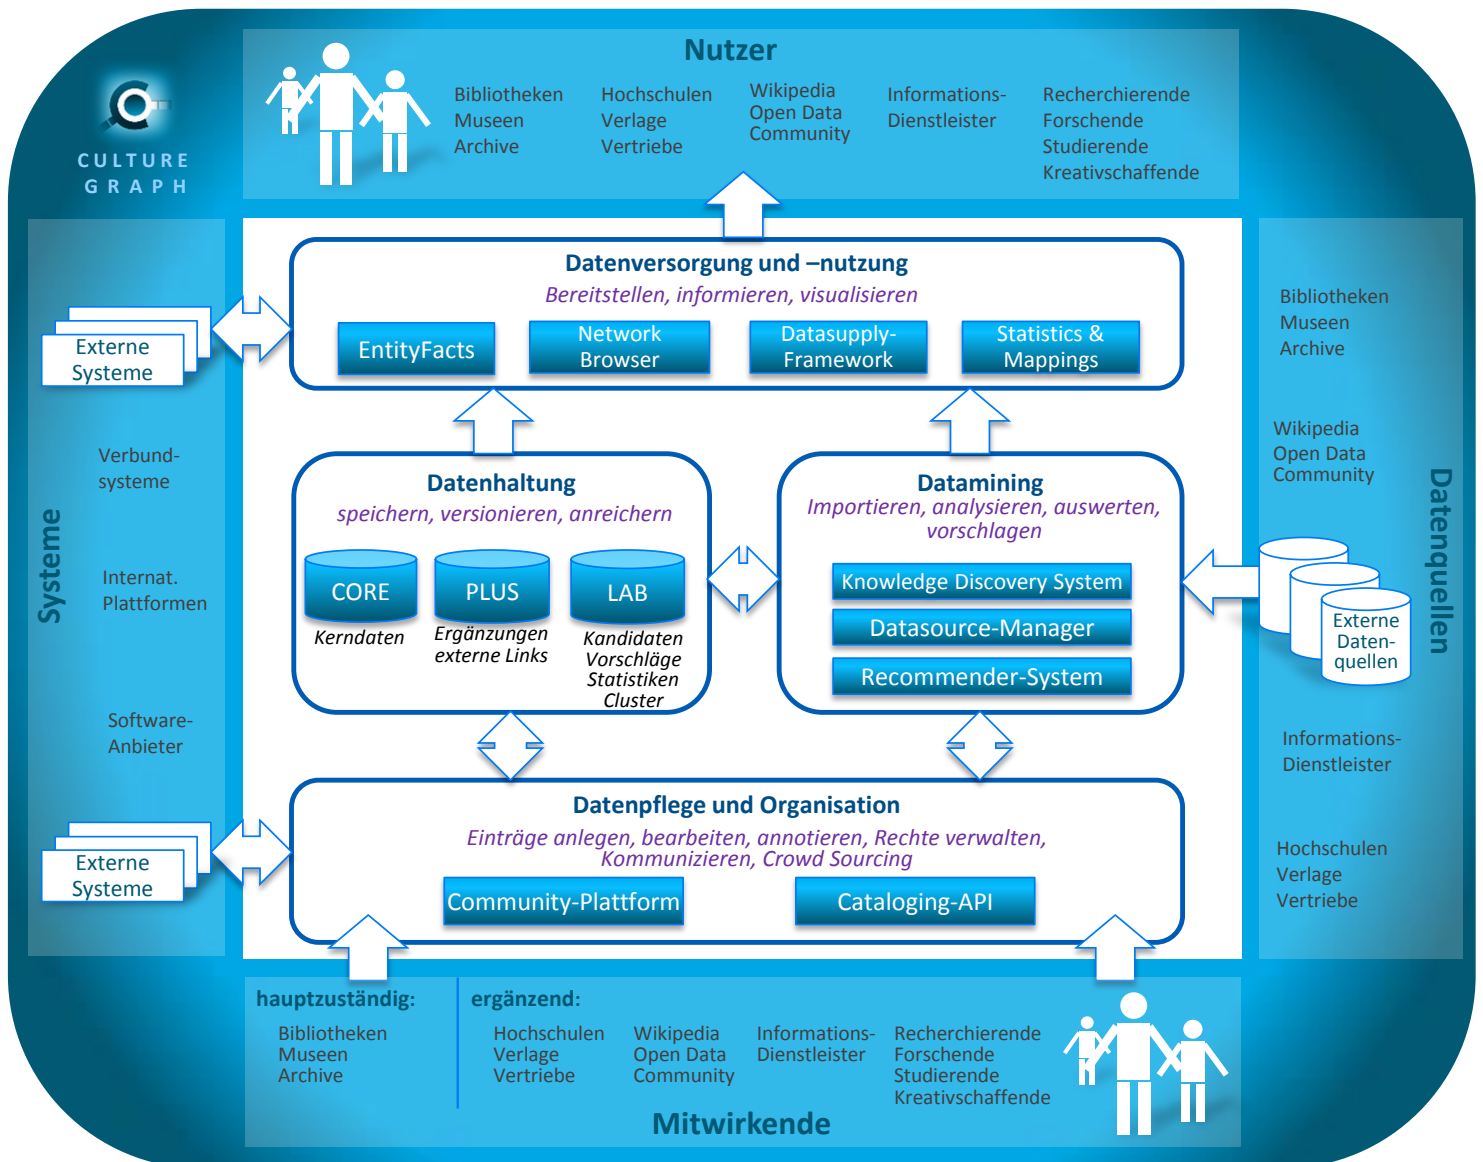 CULTURE
GRAPH
Nutzer
Bibliotheken
Museen
Archive
Hochschulen
Verlage
Vertriebe
Wikipedia
Open Data
Community
Informations-
Dienstleister
Recherchierende
Forschende
Studierende
Kreativschaffende
Systeme
Externe
Systeme
Verbund-
systeme
Internat.
Plattformen
Software-
Anbieter
Externe
Systeme
Datenversorgung und –nutzung
Bereitstellen, informieren, visualisieren
EntityFacts
Network
Browser
Datasupply-
Framework
Statistics &
Mappings
Datenhaltung
speichern, versionieren, anreichern
CORE
Kerndaten
PLUS
Ergänzungen
externe Links
LAB
Kandidaten
Vorschläge
Statistiken
Cluster
Datamining
Importieren, analysieren, auswerten,
vorschlagen
Knowledge Discovery System
Datasource-Manager
Recommender-System
Datenpflege und Organisation
Einträge anlegen, bearbeiten, annotieren, Rechte verwalten,
Kommunizieren, Crowd Sourcing
Community-Plattform
Cataloging-API
Datenquellen
Bibliotheken
Museen
Archive
Wikipedia
Open Data
Community
Externe
Daten-
quellen
Informations-
Dienstleister
Hochschulen
Verlage
Vertriebe
hauptzuständig:
Bibliotheken
Museen
Archive
ergänzend:
Hochschulen
Verlage
Vertriebe
Wikipedia
Open Data
Community
Informations-
Dienstleister
Recherchierende
Forschende
Studierende
Kreativschaffende
Mitwirkende